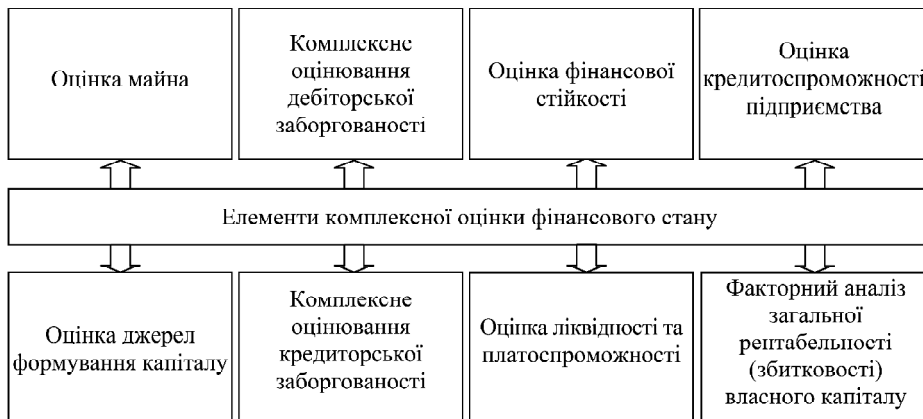 Оцінка майна
Комплексне
оцінювання
дебіторської
заборгованості
Оцінка фінансової
стійкості
Оцінка
кредитоспроможності
підприємства
Елементи комплексної оцінки фінансового стану
Оцінка джерел
формування капіталу
Комплексне
оцінювання
кредиторської
заборгованості
Оцінка ліквідності та
платоспроможності
Факторний аналіз
загальної
рентабельності
(збитковості)
власного капіталу